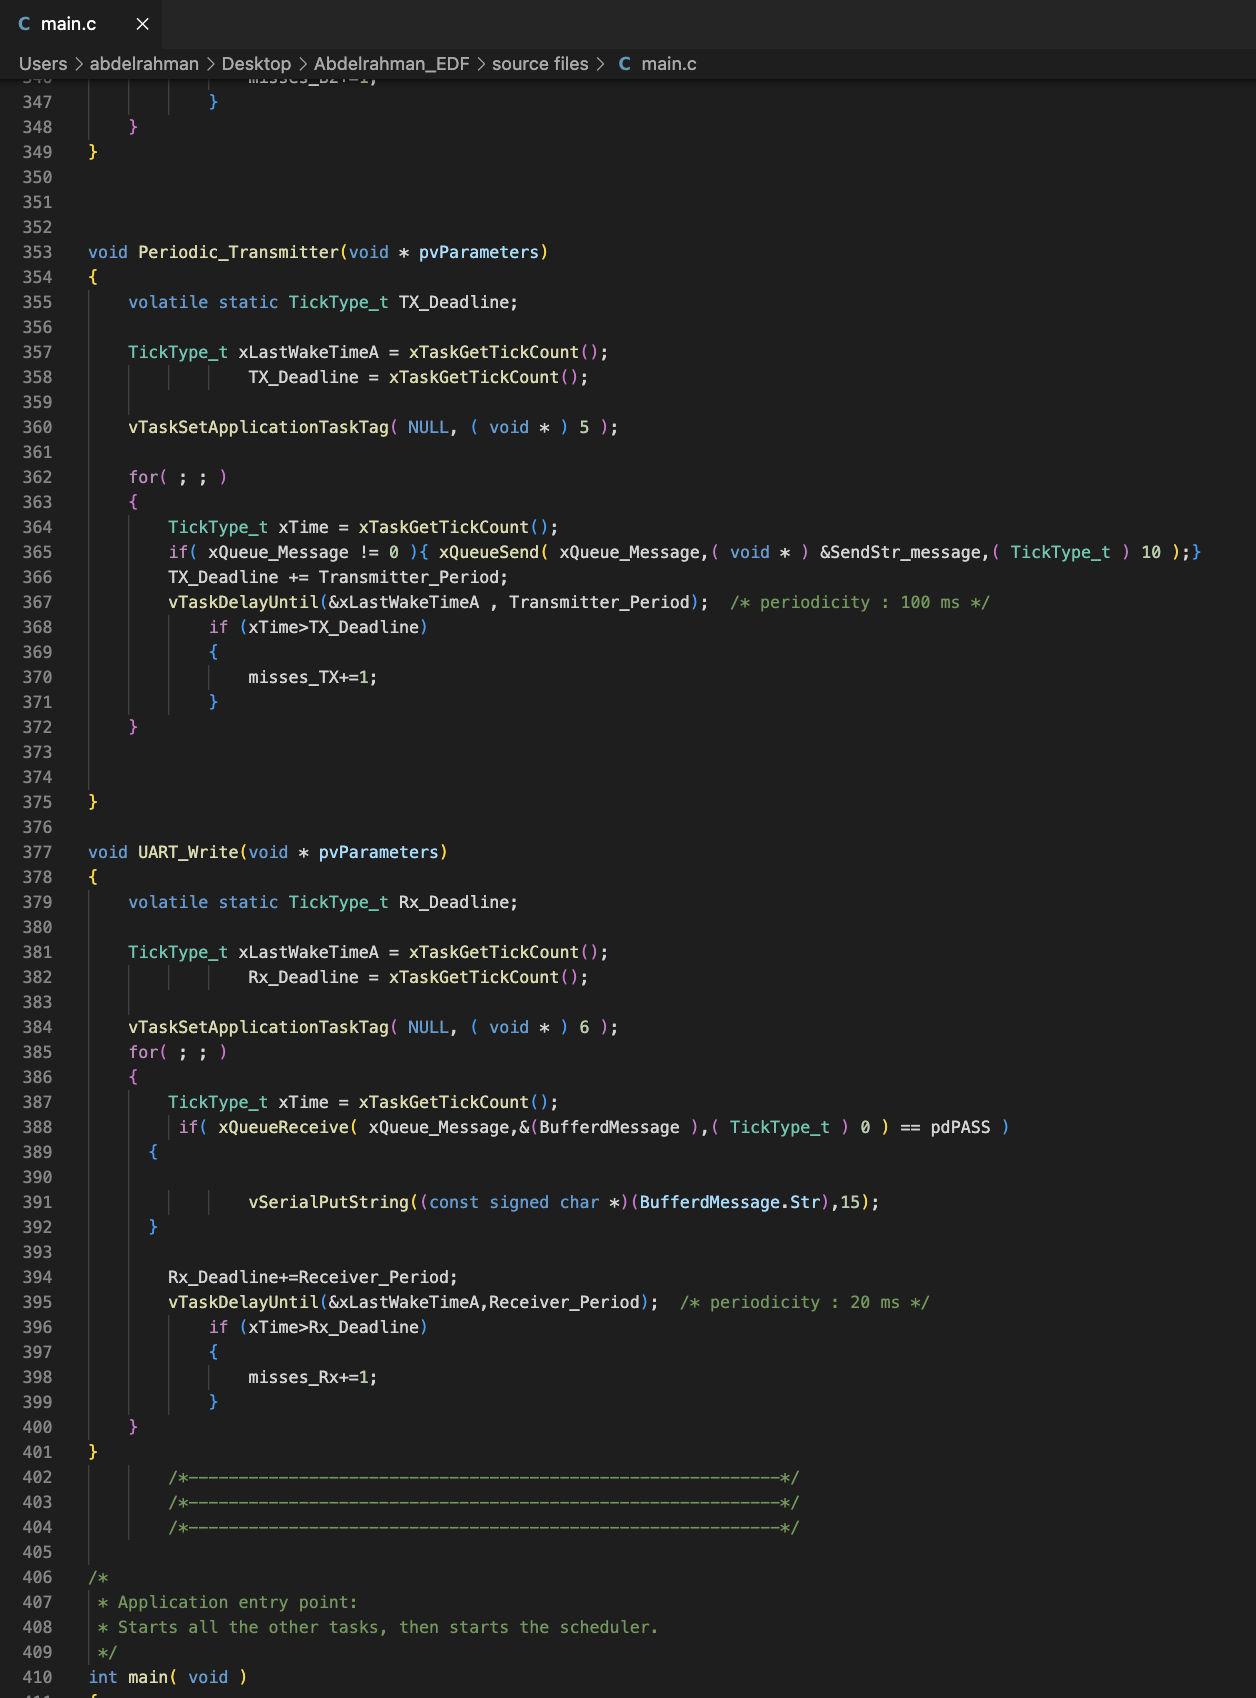 C main.c ×
Users > abdelrahman > Desktop > Abdelrahman_EDF > source files > C main.c
346 misses_B2+=1;
347 }
348 }
349 }
350
351
352
353 void Periodic_Transmitter(void * pvParameters)
354 {
355 volatile static TickType_t TX_Deadline;
356
357 TickType_t xLastWakeTimeA = xTaskGetTickCount();
358 TX_Deadline = xTaskGetTickCount();
359
360 vTaskSetApplicationTaskTag( NULL, ( void * ) 5 );
361
362 for( ; ; )
363 {
364 TickType_t xTime = xTaskGetTickCount();
365 if( xQueue_Message != 0 ){ xQueueSend( xQueue_Message,( void * ) &SendStr_message,( TickType_t ) 10 );}
366 TX_Deadline += Transmitter_Period;
367 vTaskDelayUntil(&xLastWakeTimeA , Transmitter_Period); /* periodicity : 100 ms */
368 if (xTime>TX_Deadline)
369 {
370 misses_TX+=1;
371 }
372 }
373
374
375 }
376
377 void UART_Write(void * pvParameters)
378 {
379 volatile static TickType_t Rx_Deadline;
380
381 TickType_t xLastWakeTimeA = xTaskGetTickCount();
382 Rx_Deadline = xTaskGetTickCount();
383
384 vTaskSetApplicationTaskTag( NULL, ( void * ) 6 );
385 for( ; ; )
386 {
387 TickType_t xTime = xTaskGetTickCount();
388 if( xQueueReceive( xQueue_Message,&(BufferdMessage ),( TickType_t ) 0 ) == pdPASS )
389 {
390
391 vSerialPutString((const signed char *)(BufferdMessage.Str),15);
392 }
393
394 Rx_Deadline+=Receiver_Period;
395 vTaskDelayUntil(&xLastWakeTimeA,Receiver_Period); /* periodicity : 20 ms */
396 if (xTime>Rx_Deadline)
397 {
398 misses_Rx+=1;
399 }
400 }
401 }
402 /*-----------------------------------------------------------*/
403 /*-----------------------------------------------------------*/
404 /*-----------------------------------------------------------*/
405
406 /*
407 * Application entry point:
408 * Starts all the other tasks, then starts the scheduler.
409 */
410 int main( void )
411 {